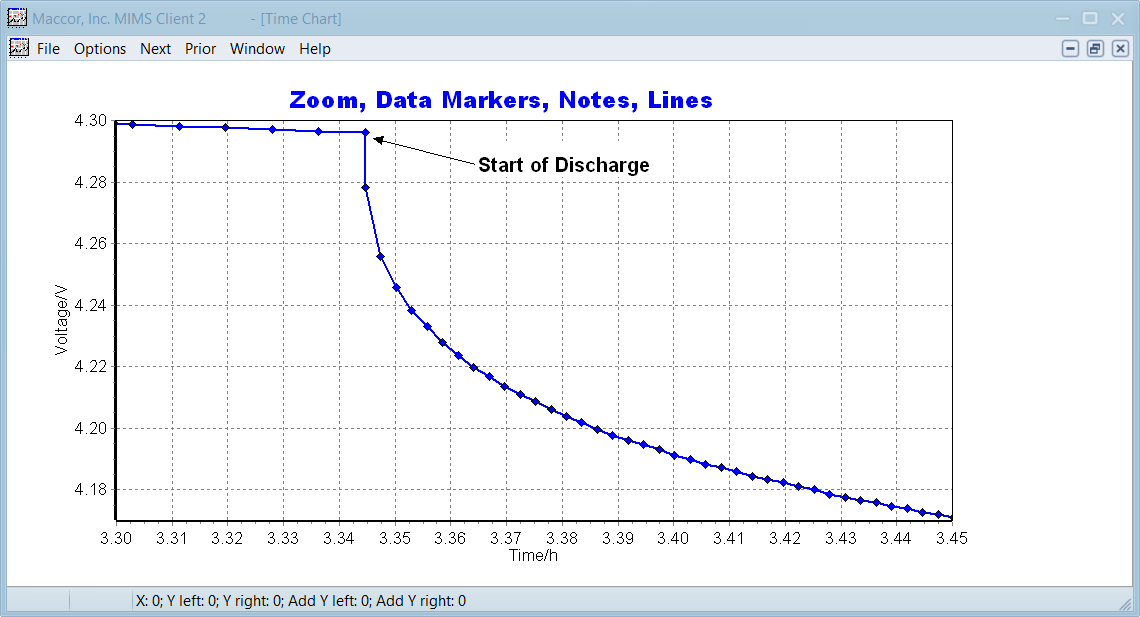 Maccor, Inc. MIMS Client 2 - [Time Chart]
File Options Next Prior Window Help
Zoom, Data Markers, Notes, Lines
4.30
Start of Discharge
4.28
4.26
4.24
Voltage/V
4.22
4.20
4.18
3.30 3.31 3.32 3.33 3.34 3.35 3.36 3.37 3.38 3.39 3.40 3.41 3.42 3.43 3.44 3.45
Time/h
X: 0; Y left: 0; Y right: 0; Add Y left: 0; Add Y right: 0